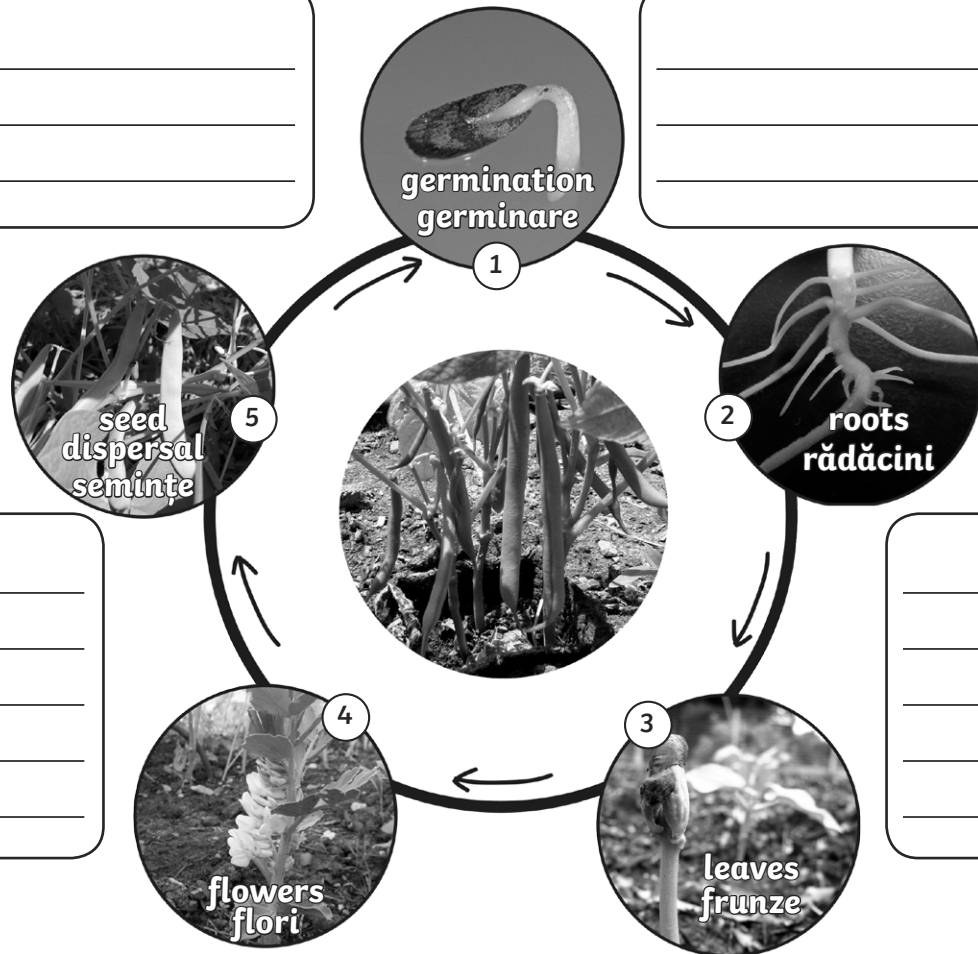 germination
germinare
1
2
roots
rădăcini
3
leaves
frunze
4
flowers
flori
5
seed
dispersal
semințe